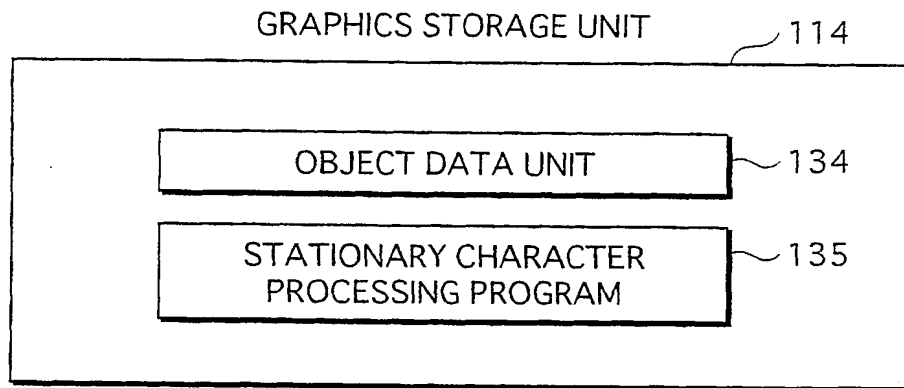 GRAPHICS STORAGE UNIT
114
OBJECT DATA UNIT
134
STATIONARY CHARACTER
PROCESSING PROGRAM
135